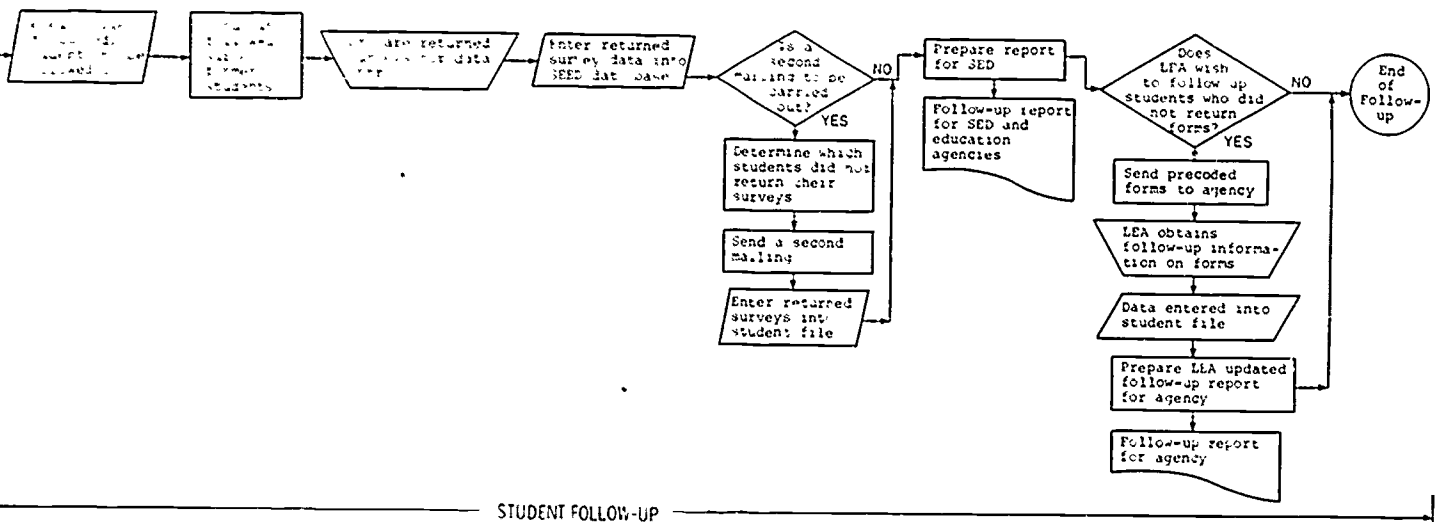 students
are returned
for data
Enter returned
survey data into
SEED data base
Is a
second
mailing to be
carried
out?
NO
YES
Determine which
students did not
return their
surveys
Send a second
mailing
Enter returned
surveys into
student file
Prepare report
for SED
Follow-up report
for SED and
education
agencies
Does
LEA wish
to follow up
students who did
not return
forms?
NO
YES
Send precoded
forms to agency
LEA obtains
follow-up informa-
tion on forms
Data entered into
student file
Prepare LEA updated
follow-up report
for agency
Follow-up report
for agency
End
of
Follow-
up
STUDENT FOLLOW-UP